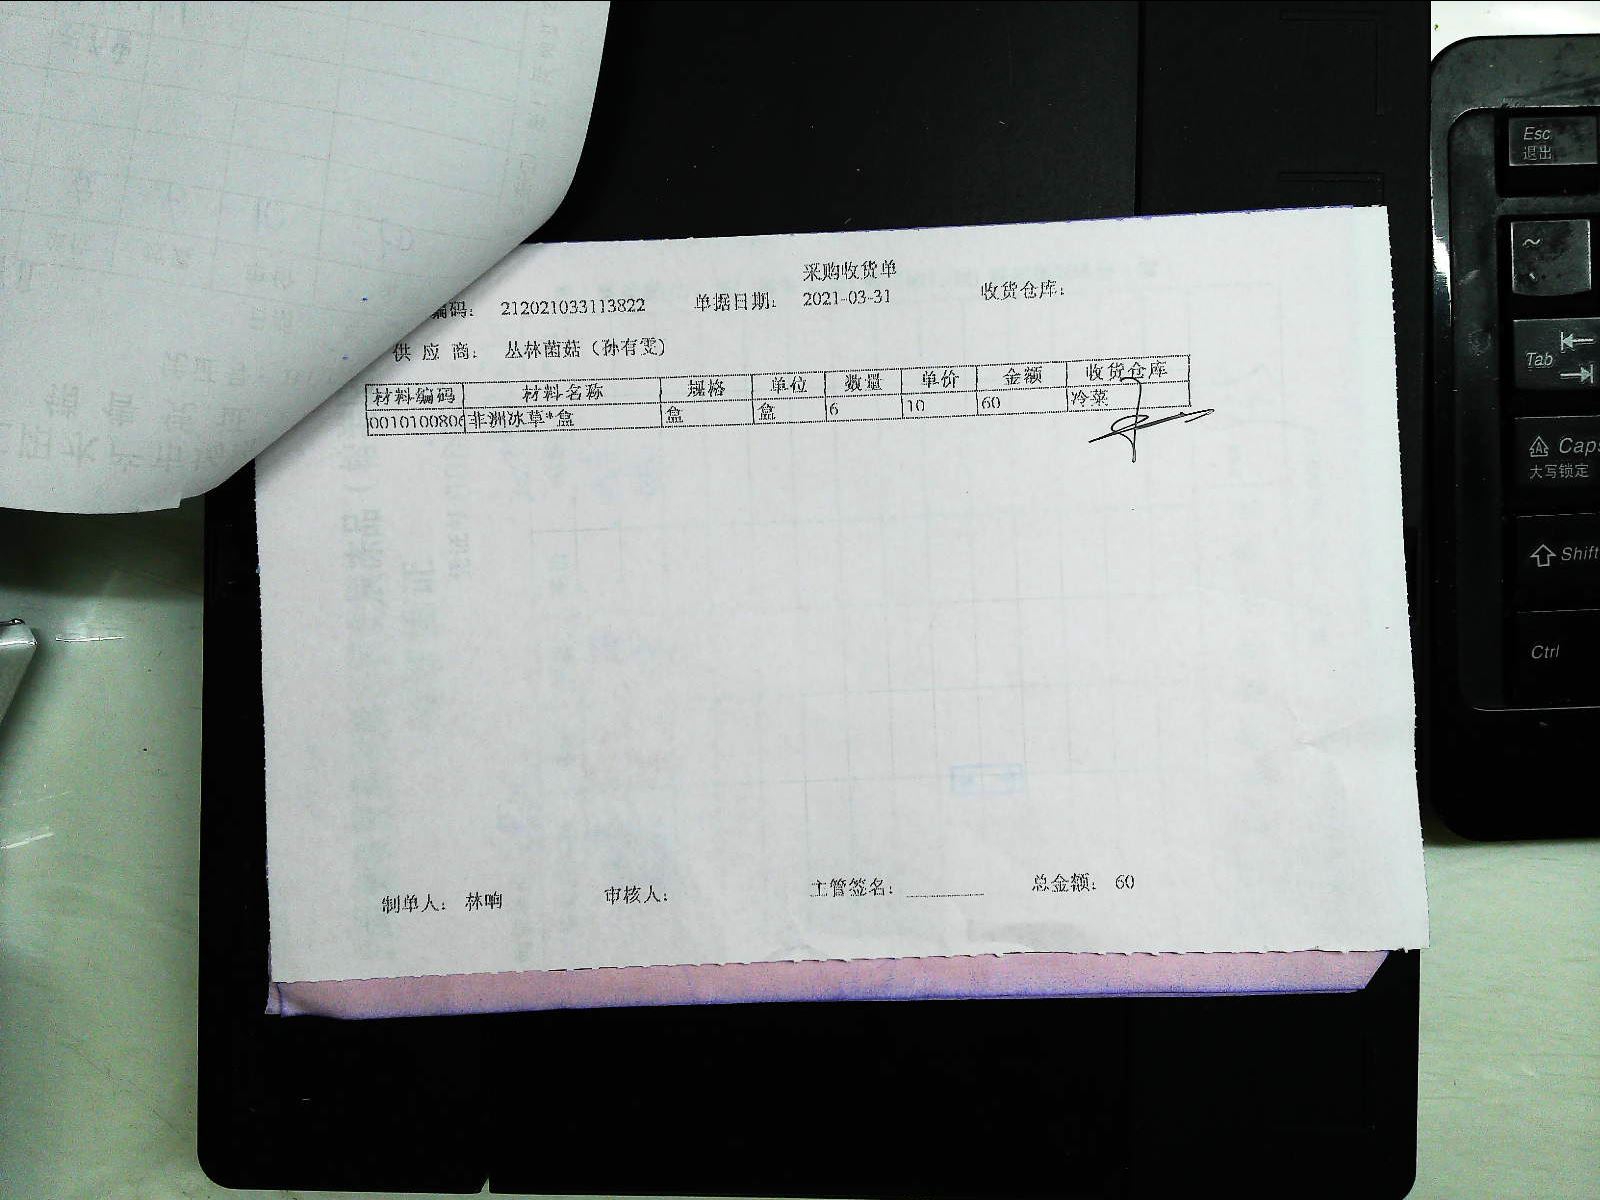 采购收货单
编码： 212021033113822 单据日期： 2021-03-31 收货仓库：
供 应 商： 丛林菌菇（孙有雯）
材料编码 材料名称 规格 单位 数量 单价 金额 收货仓库
0010100806 非洲冰草*盒 盒 盒 6 10 60 冷菜
制单人： 林响 审核人： 主管签名： 总金额： 60
Esc
退出
~
Tab
Caps
大写锁定
Shift
Ctrl